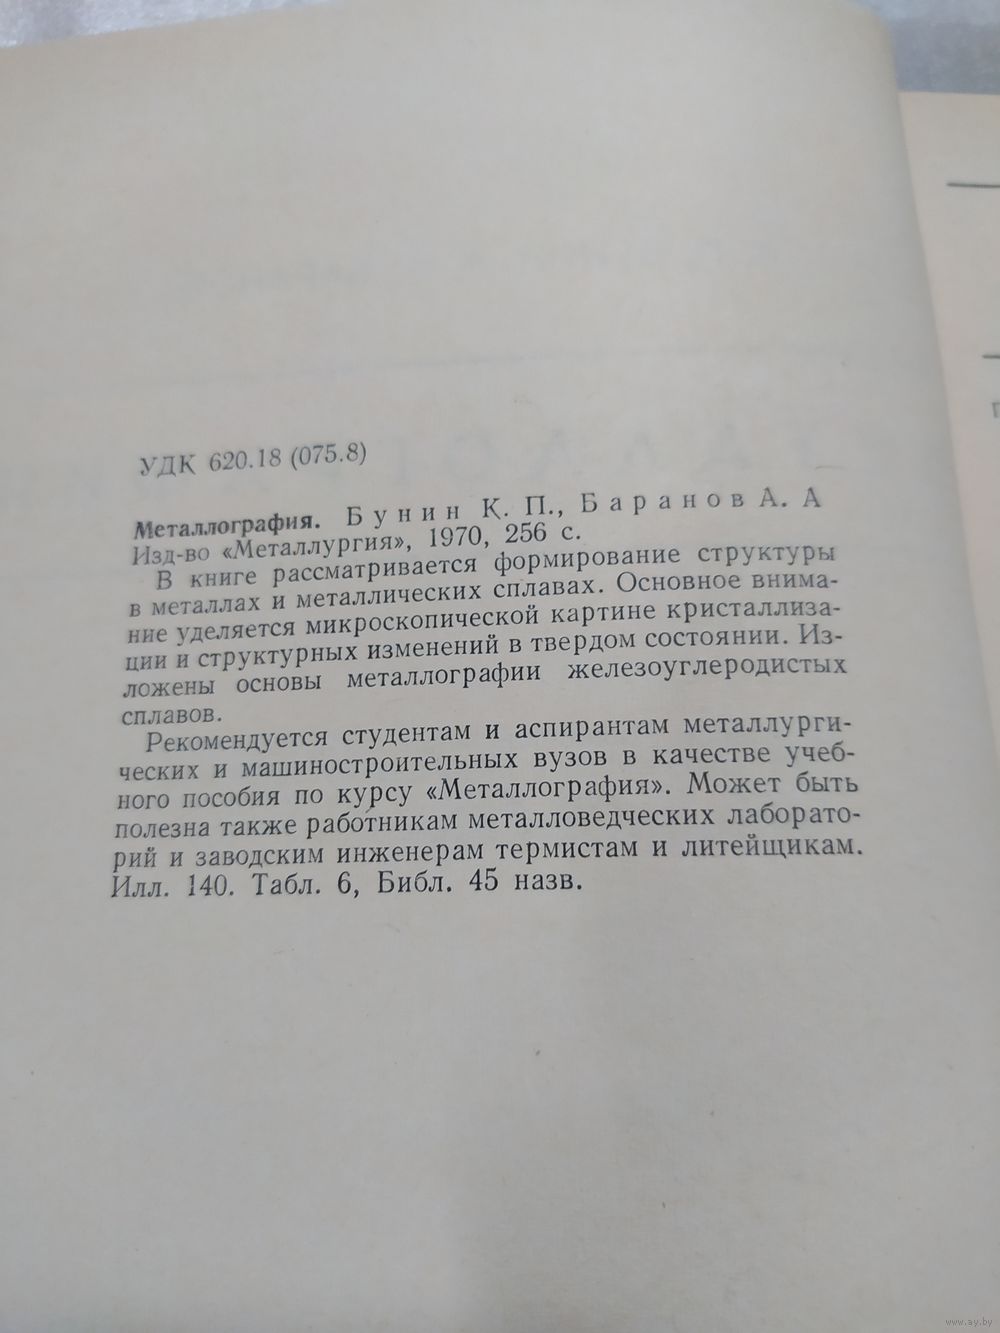 УДК 620.18 (075.8)
Металлография. Бунин К. П., Баранов А. А
Изд-во «Металлургия», 1970, 256 с.
В книге рассматривается формирование структуры
в металлах и металлических сплавах. Основное внима-
ние уделяется микроскопической картине кристаллиза-
ции и структурных изменений в твердом состоянии. Из-
ложены основы металлографии железоуглеродистых
сплавов.
Рекомендуется студентам и аспирантам металлурги-
ческих и машиностроительных вузов в качестве учеб-
ного пособия по курсу «Металлография». Может быть
полезна также работникам металловедческих лаборато-
рий и заводским инженерам термистам и литейщикам.
Илл. 140. Табл. 6, Библ. 45 назв.
www.ay.by